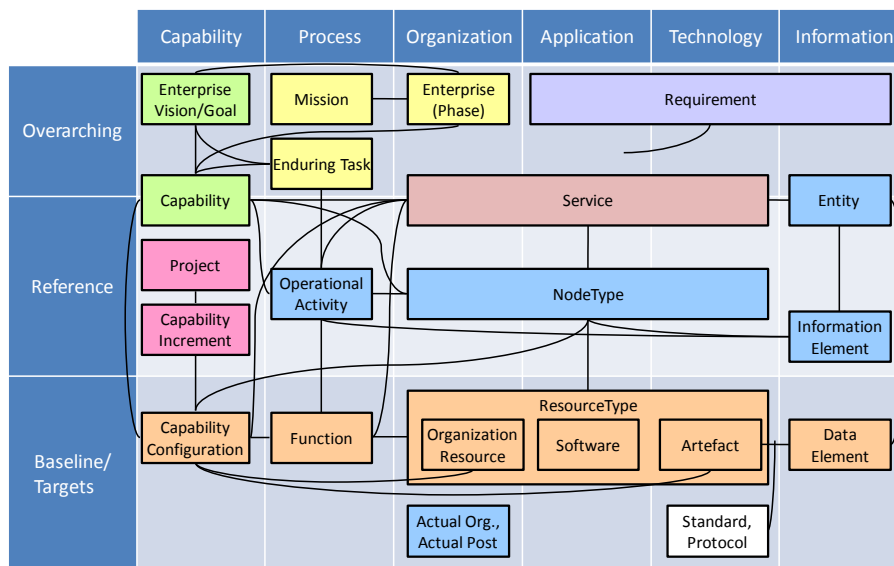 Capability
Process
Organization
Application
Technology
Information
Overarching
Enterprise
Vision/Goal
Mission
Enterprise
(Phase)
Requirement
Enduring Task
Reference
Capability
Service
Entity
Project
Operational
Activity
NodeType
Capability
Increment
Information
Element
Baseline/
Targets
Capability
Configuration
Function
ResourceType
Organization
Resource
Software
Artefact
Data
Element
Actual Org.,
Actual Post
Standard,
Protocol